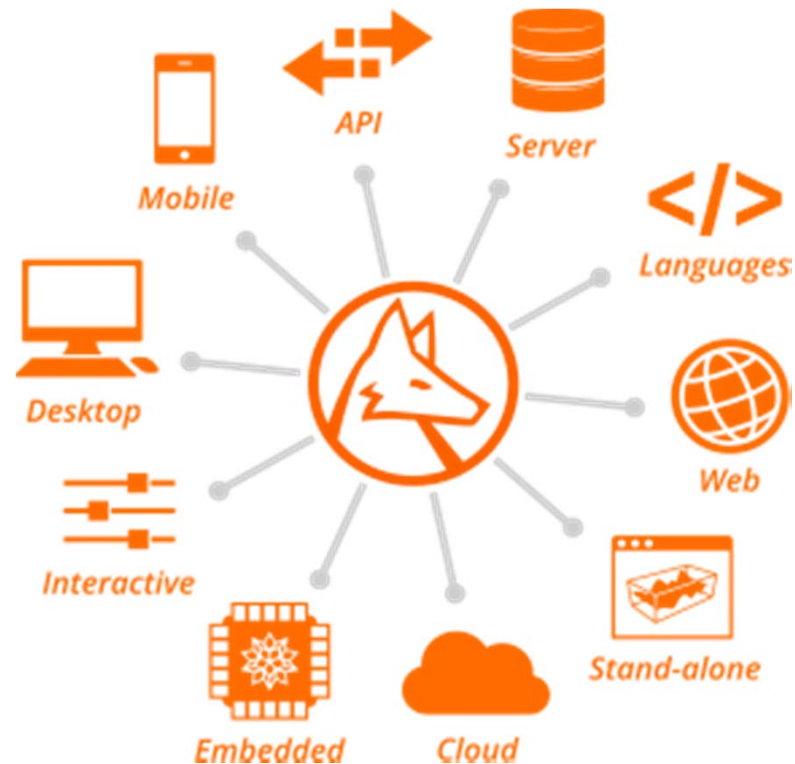 API
Server
Mobile
Languages
Desktop
Web
Interactive
Stand-alone
Embedded
Cloud